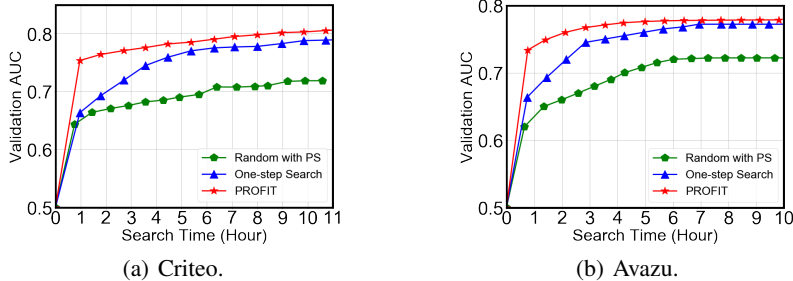 Validation AUC
0.8
0.7
0.6
0.5
0 1 2 3 4 5 6 7 8 9 10 11
Search Time (Hour)
Random with PS
One-step Search
PROFIT
(a) Criteo.
Validation AUC
0.8
0.7
0.6
0.5
0 1 2 3 4 5 6 7 8 9 10
Search Time (Hour)
Random with PS
One-step Search
PROFIT
(b) Avazu.